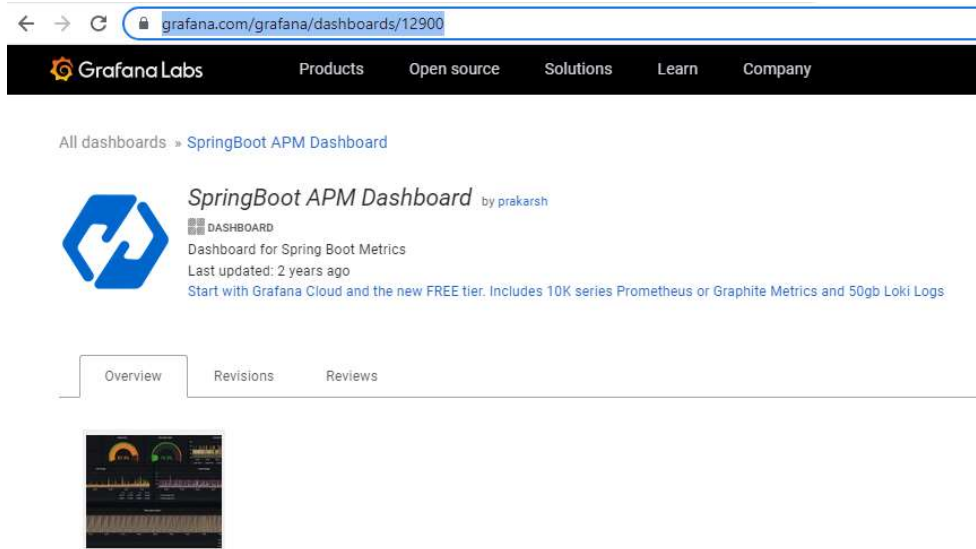 grafana.com/grafana/dashboards/12900
Grafana Labs Products Open source Solutions Learn Company
All dashboards » SpringBoot APM Dashboard
SpringBoot APM Dashboard by prakarsh
DASHBOARD
Dashboard for Spring Boot Metrics
Last updated: 2 years ago
Start with Grafana Cloud and the new FREE tier. Includes 10K series Prometheus or Graphite Metrics and 50gb Loki Logs
Overview Revisions Reviews